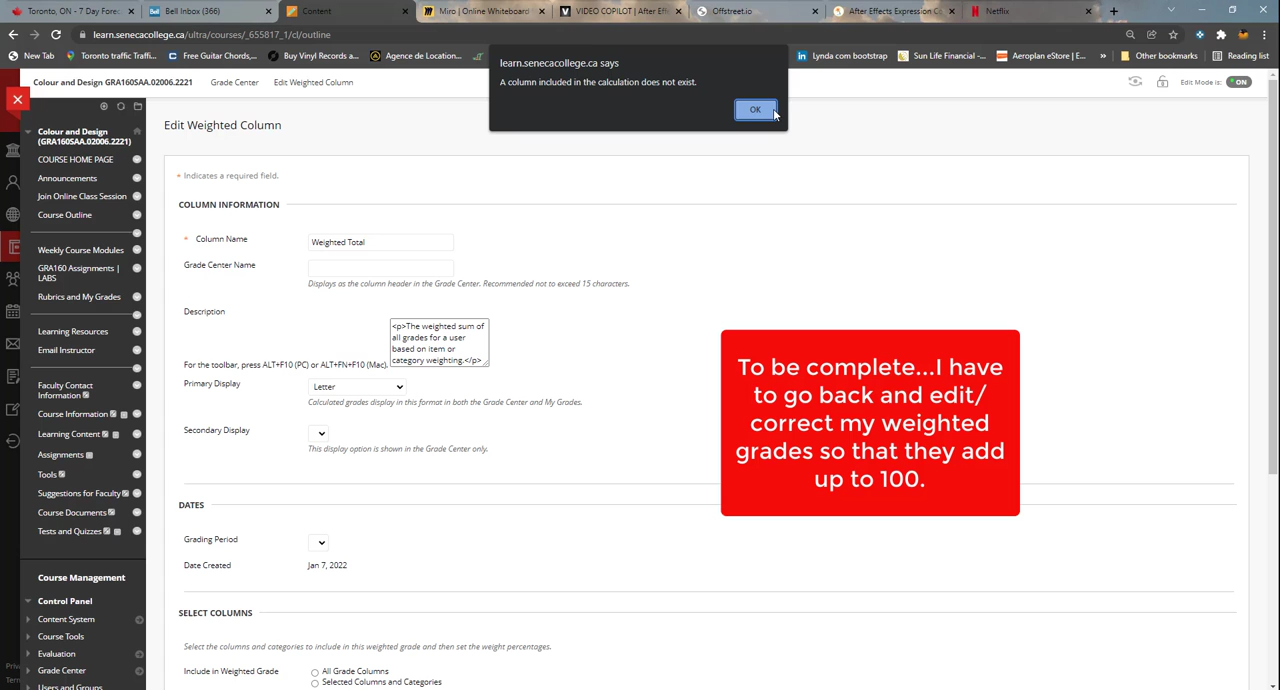 Toronto, ON - 7 Day Forec
Bell Inbox (366)
Content
Miro | Online Whiteboard
VIDEO COPILOT | After Eff
Offstreet.io
After Effects Expression Co
Netflix
learn.senecacollege.ca/ultra/courses/_655817_1/cl/outline
New Tab
Toronto traffic Traffi...
Free Guitar Chords,...
Buy Vinyl Records a...
Agence de Location...
Lynda com bootstrap
Sun Life Financial -...
Aeroplan eStore | E...
»
Other bookmarks
Reading list
learn.senecacollege.ca says
A column included in the calculation does not exist.
OK
Colour and Design GRA160SAA.02006.2221
Grade Center
Edit Weighted Column
Edit Mode is:
ON
Colour and Design
(GRA160SAA.02006.2221)
COURSE HOME PAGE
Announcements
Join Online Class Session
Course Outline
Weekly Course Modules
GRA160 Assignments |
LABS
Rubrics and My Grades
Learning Resources
Email Instructor
Faculty Contact
Information
Course Information
Learning Content
Assignments
Tools
Suggestions for Faculty
Course Documents
Tests and Quizzes
Course Management
Control Panel
Content System
Course Tools
Evaluation
Grade Center
Users and Groups
Priv
Tern
Edit Weighted Column
* Indicates a required field.
COLUMN INFORMATION
* Column Name
Weighted Total
Grade Center Name
Displays as the column header in the Grade Center. Recommended not to exceed 15 characters.
Description
<p>The weighted sum of
all grades for a user
based on item or
category weighting.</p>
For the toolbar, press ALT+F10 (PC) or ALT+FN+F10 (Mac).
Primary Display
Letter
Calculated grades display in this format in both the Grade Center and My Grades.
Secondary Display
This display option is shown in the Grade Center only.
To be complete...I have
to go back and edit/
correct my weighted
grades so that they add
up to 100.
DATES
Grading Period
Date Created
Jan 7, 2022
SELECT COLUMNS
Select the columns and categories to include in this weighted grade and then set the weight percentages.
Include in Weighted Grade
All Grade Columns
Selected Columns and Categories